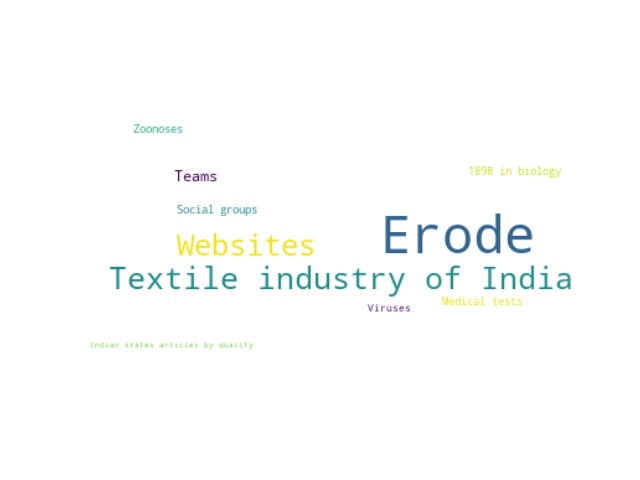 Zoonoses
1898 in biology
Teams
Social groups
Erode
Websites
Textile industry of India
Medical tests
Viruses
indian states articles by quality